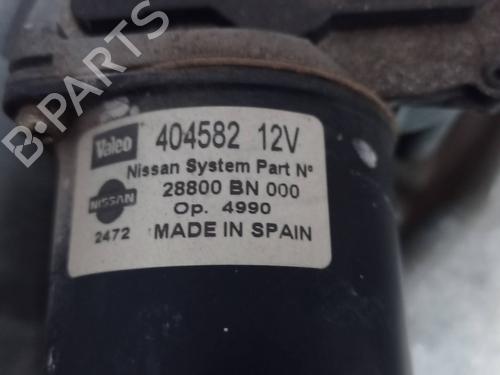 B-PARTS
Valeo 404582 12V
Nissan System Part N°
NISSAN 28800 BN 000
Op. 4990
2472 MADE IN SPAIN